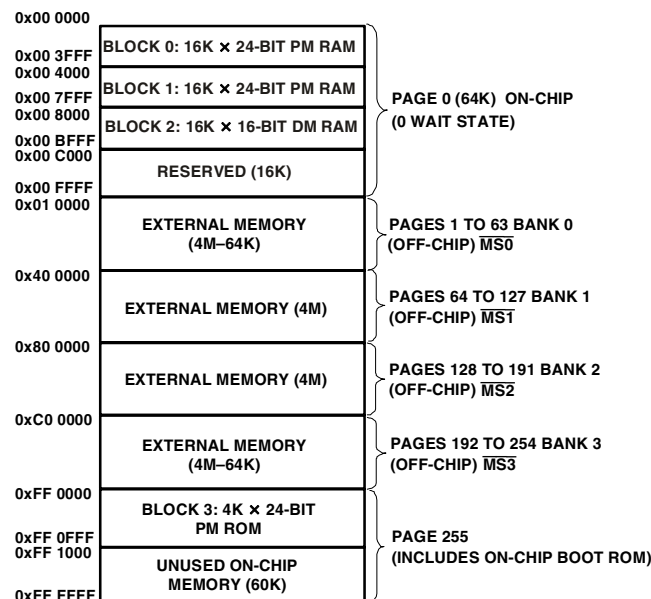 0x00 0000
BLOCK 0: 16K × 24-BIT PM RAM
0x00 3FFF
0x00 4000
BLOCK 1: 16K × 24-BIT PM RAM
0x00 7FFF
0x00 8000
BLOCK 2: 16K × 16-BIT DM RAM
0x00 BFFF
0x00 C000
RESERVED (16K)
0x00 FFFF
PAGE 0 (64K) ON-CHIP
(0 WAIT STATE)
0x01 0000
EXTERNAL MEMORY
(4M–64K)
PAGES 1 TO 63 BANK 0
(OFF-CHIP) MS0
0x40 0000
EXTERNAL MEMORY (4M)
PAGES 64 TO 127 BANK 1
(OFF-CHIP) MS1
0x80 0000
EXTERNAL MEMORY (4M)
PAGES 128 TO 191 BANK 2
(OFF-CHIP) MS2
0xC0 0000
EXTERNAL MEMORY
(4M–64K)
PAGES 192 TO 254 BANK 3
(OFF-CHIP) MS3
0xFF 0000
BLOCK 3: 4K × 24-BIT
PM ROM
0xFF 0FFF
0xFF 1000
UNUSED ON-CHIP
MEMORY (60K)
0xFF FFFF
PAGE 255
(INCLUDES ON-CHIP BOOT ROM)